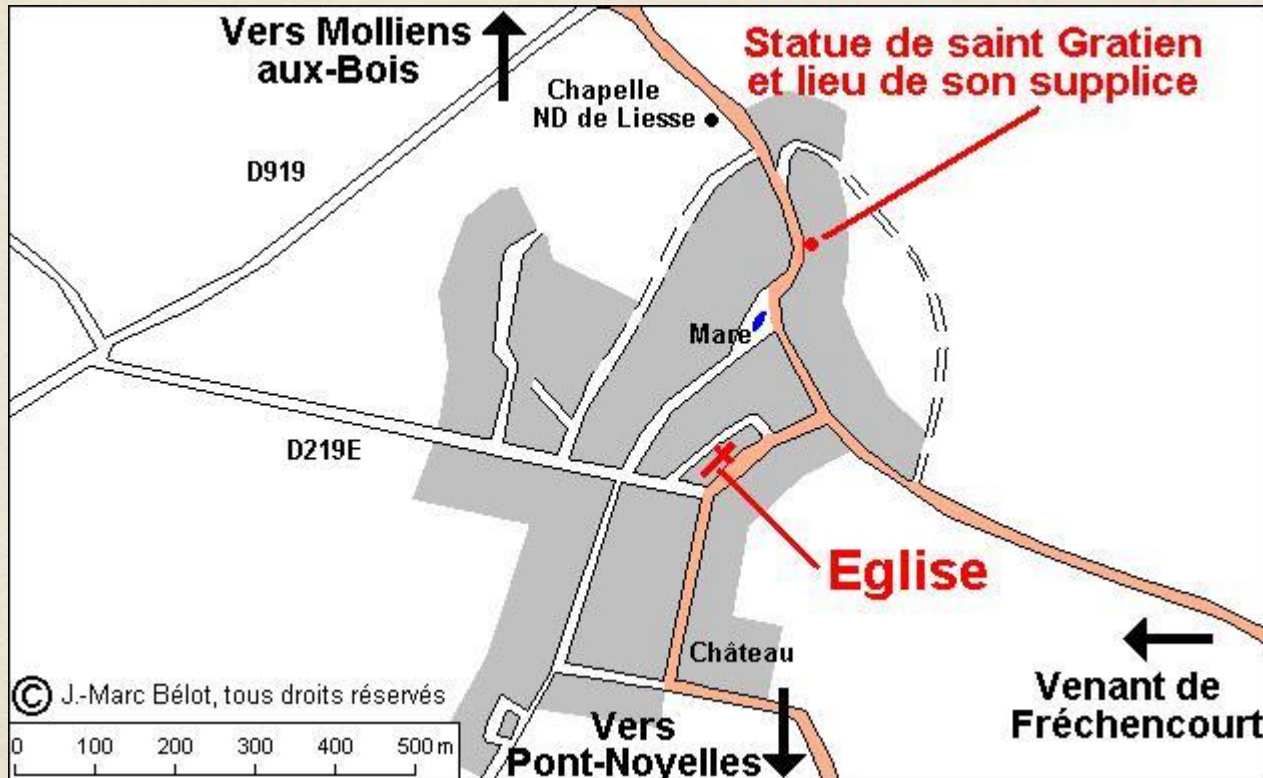 Vers Molliens
aux-Bois
Statue de saint Gratien
et lieu de son supplice
Chapelle
ND de Liesse
D919
Mare
D219E
Eglise
Château
Venant de
Fréchencourt
© J.-Marc Bélot, tous droits réservés
Vers
Pont-Noyelles
0 100 200 300 400 500 m